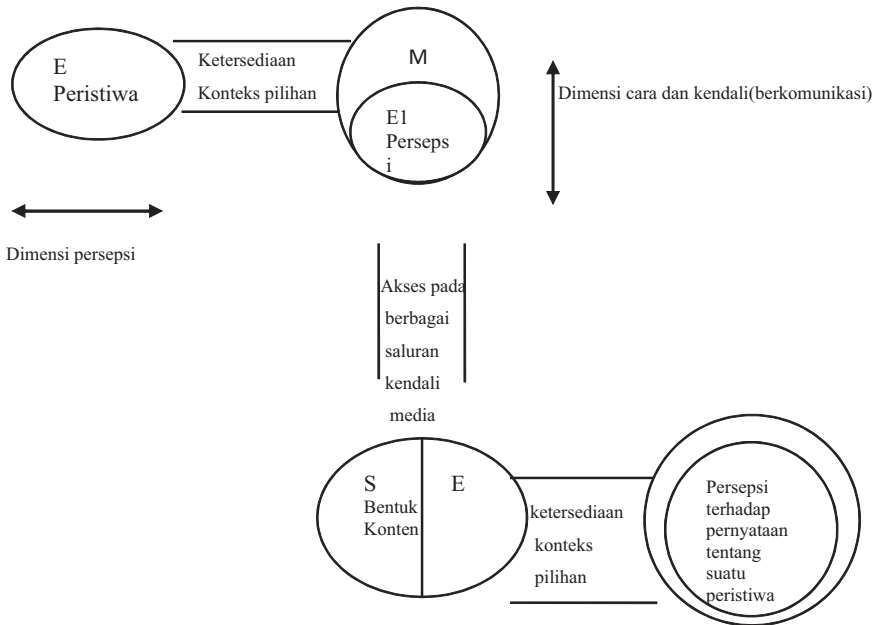 E
Peristiwa
Ketersediaan
Konteks pilihan
M
E1
Perseps
i
Dimensi cara dan kendali(berkomunikasi)
Dimensi persepsi
Akses pada
berbagai
saluran
kendali
media
S
Bentuk
Konten
E
ketersediaan
konteks
pilihan
Persepsi
terhadap
pernyataan
tentang
suatu
peristiwa